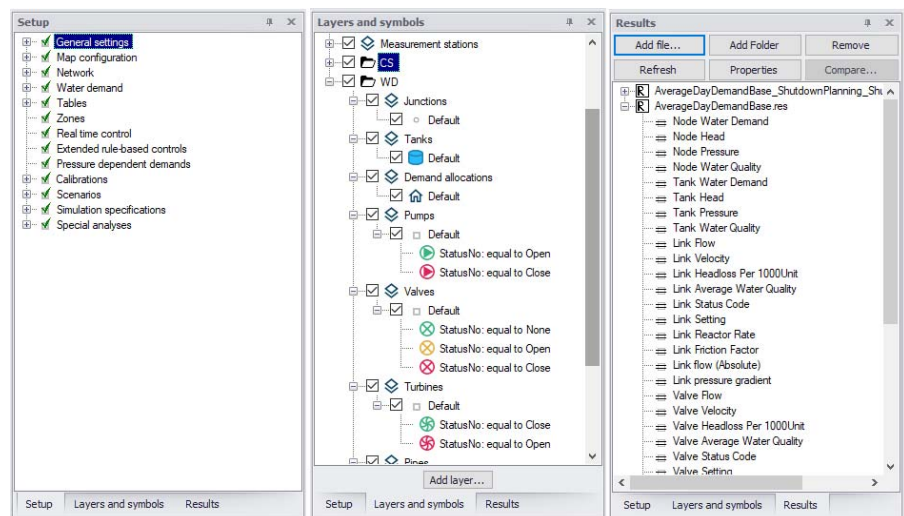 Setup
General settings
Map configuration
Network
Water demand
Tables
Zones
Real time control
Extended rule-based controls
Pressure dependent demands
Calibrations
Scenarios
Simulation specifications
Special analyses
Setup Layers and symbols Results
Layers and symbols
Measurement stations
CS
WD
Junctions
Default
Tanks
Default
Demand allocations
Default
Pumps
Default
StatusNo: equal to Open
StatusNo: equal to Close
Valves
Default
StatusNo: equal to None
StatusNo: equal to Open
StatusNo: equal to Close
Turbines
Default
StatusNo: equal to Close
StatusNo: equal to Open
Pipes
Add layer...
Setup Layers and symbols Results
Results
Add file... Add Folder Remove
Refresh Properties Compare...
AverageDayDemandBase_ShutdownPlanning_Shu
AverageDayDemandBase.res
Node Water Demand
Node Head
Node Pressure
Node Water Quality
Tank Water Demand
Tank Head
Tank Pressure
Tank Water Quality
Link Flow
Link Velocity
Link Headloss Per 1000Unit
Link Average Water Quality
Link Status Code
Link Setting
Link Reactor Rate
Link Friction Factor
Link flow (Absolute)
Link pressure gradient
Valve Flow
Valve Velocity
Valve Headloss Per 1000Unit
Valve Average Water Quality
Valve Status Code
Valve Setting
Setup Layers and symbols Results